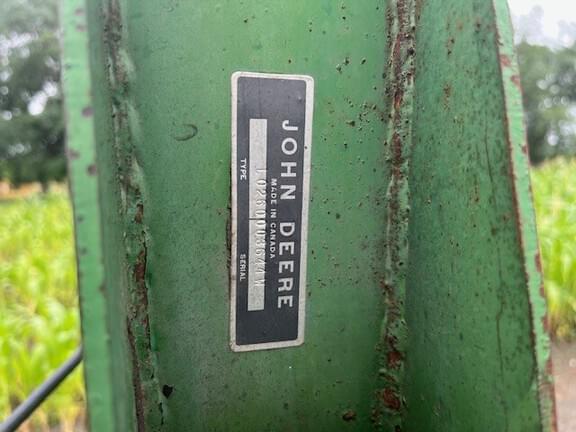 JOHN DEERE
MADE IN CANADA
TYPE SERIAL